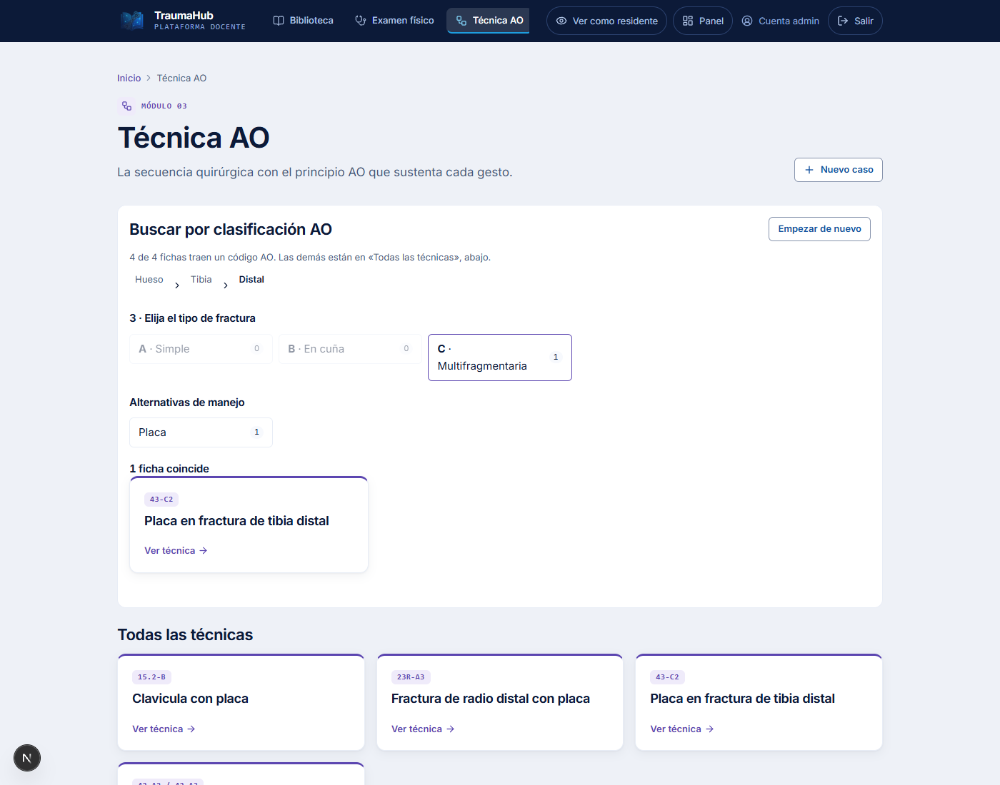 TraumaHub
PLATAFORMA DOCENTE
Biblioteca
Examen físico
Técnica AO
Ver como residente
Panel
Cuenta admin
Salir
Inicio
Técnica AO
MÓDULO 03
Técnica AO
La secuencia quirúrgica con el principio AO que sustenta cada gesto.
Nuevo caso
Buscar por clasificación AO
Empezar de nuevo
4 de 4 fichas traen un código AO. Las demás están en «Todas las técnicas», abajo.
Hueso
Tibia
Distal
3 · Elija el tipo de fractura
A · Simple 0
B · En cuña 0
C ·
Multifragmentaria 1
Alternativas de manejo
Placa 1
1 ficha coincide
43-C2
Placa en fractura de tibia distal
Ver técnica →
Todas las técnicas
15.2-B
Clavicula con placa
Ver técnica →
23R-A3
Fractura de radio distal con placa
Ver técnica →
43-C2
Placa en fractura de tibia distal
Ver técnica →
N